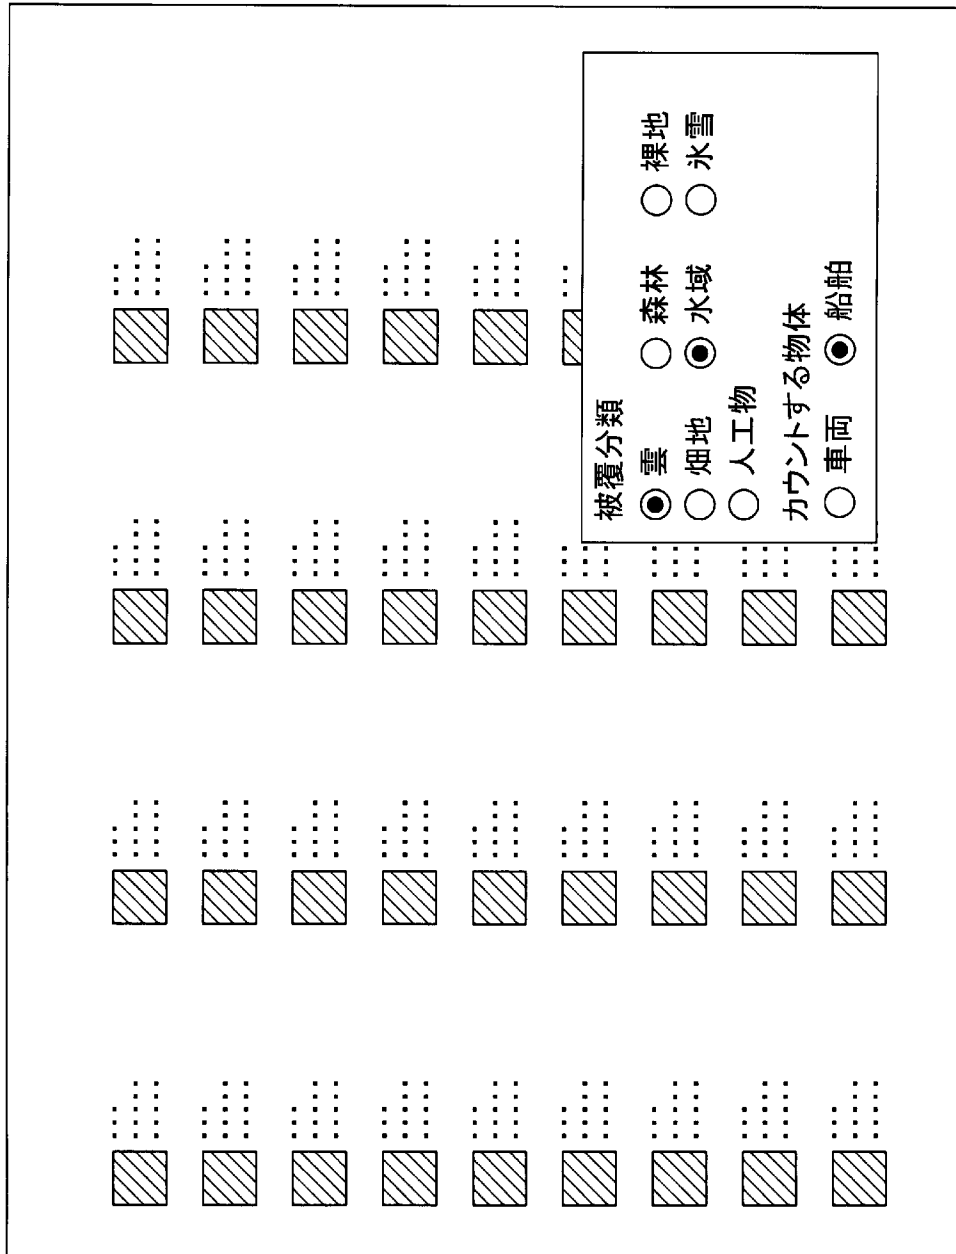 被覆分類
雲 森林 裸地
畑地 水域 氷雪
人工物
カウントする物体
車両 船舶